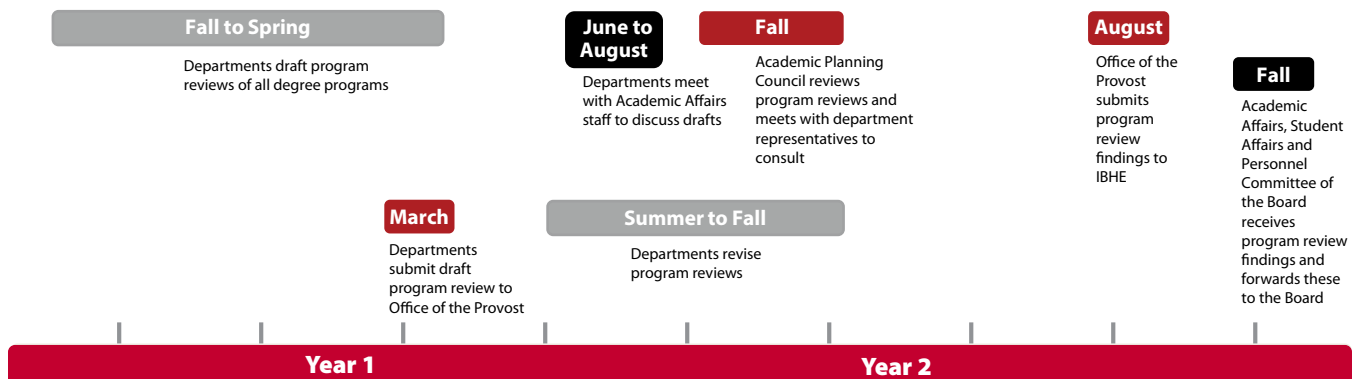 Fall to Spring
Departments draft program
reviews of all degree programs
March
Departments
submit draft
program review to
Office of the Provost
June to
August
Departments meet
with Academic Affairs
staff to discuss drafts
Summer to Fall
Departments revise
program reviews
Fall
Academic Planning
Council reviews
program reviews and
meets with department
representatives to
consult
August
Office of the
Provost
submits
program
review
findings to
IBHE
Fall
Academic
Affairs, Student
Affairs and
Personnel
Committee of
the Board
receives
program review
findings and
forwards these
to the Board
Year 1
Year 2